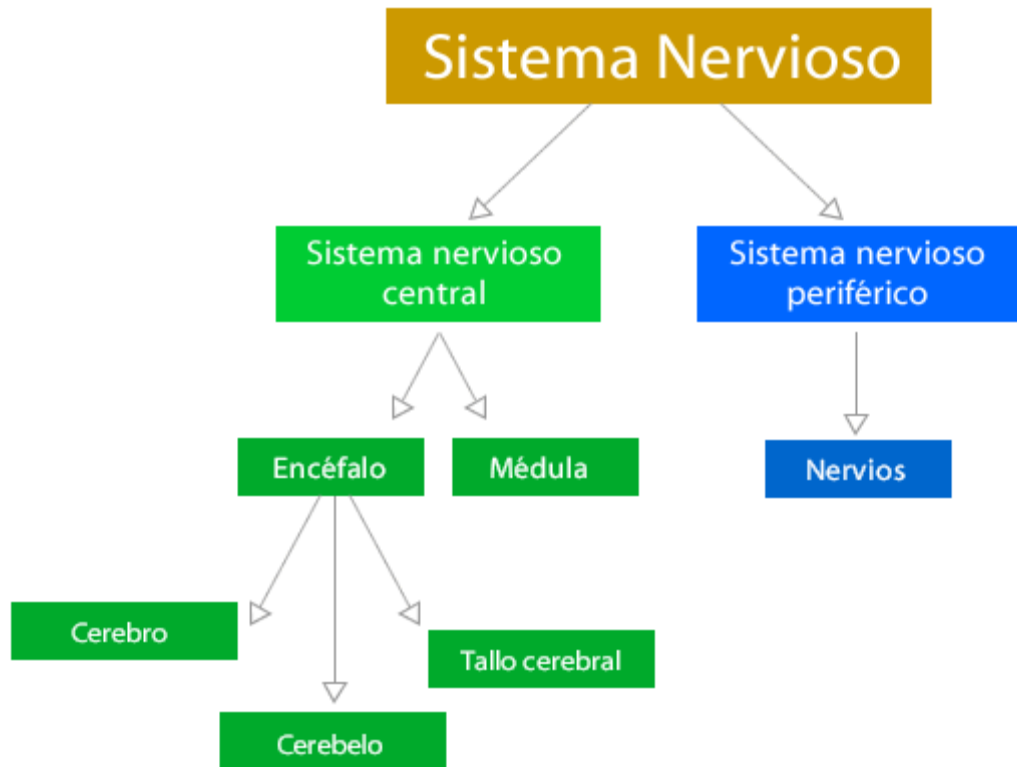 Sistema Nervioso
Sistema nervioso
central
Sistema nervioso
periférico
Encéfalo
Médula
Nervios
Cerebro
Tallo cerebral
Cerebelo